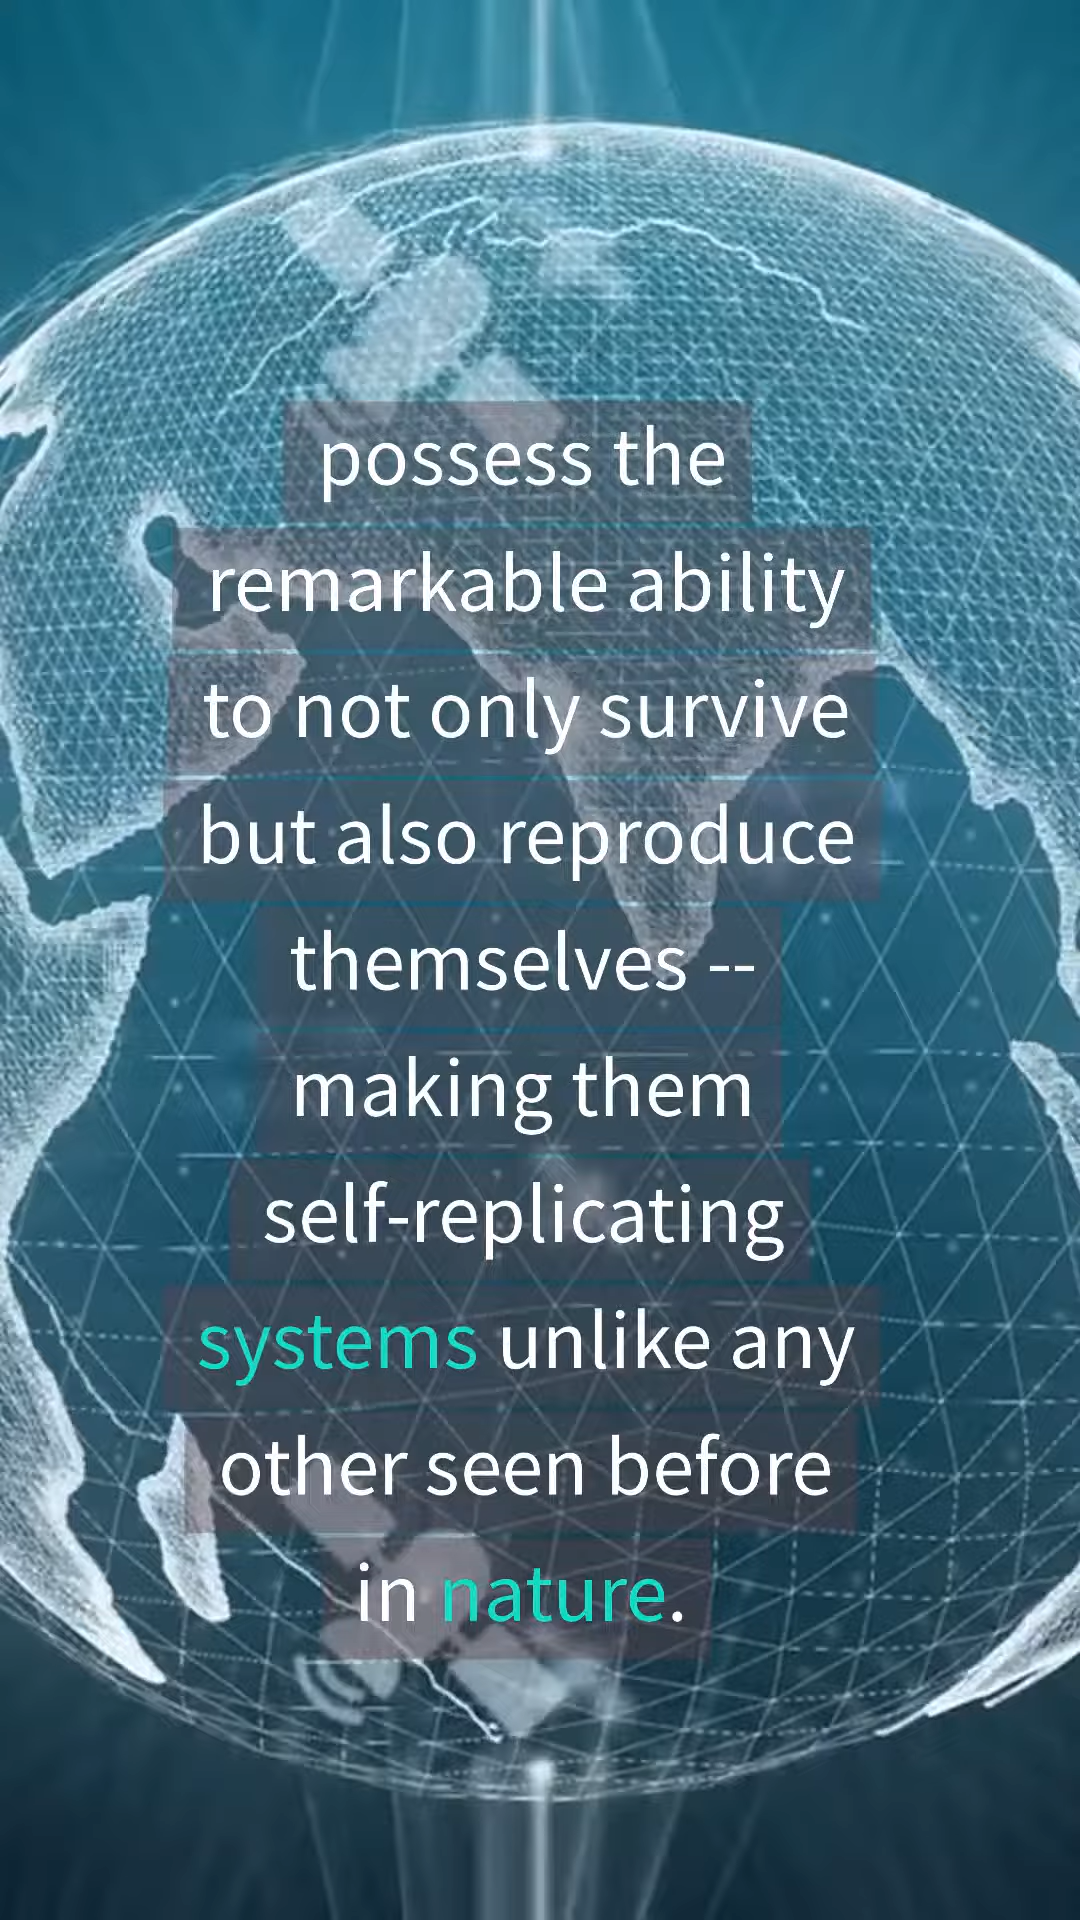 possess the
remarkable ability
to not only survive
but also reproduce
themselves --
making them
self-replicating
systems unlike any
other seen before
in nature.